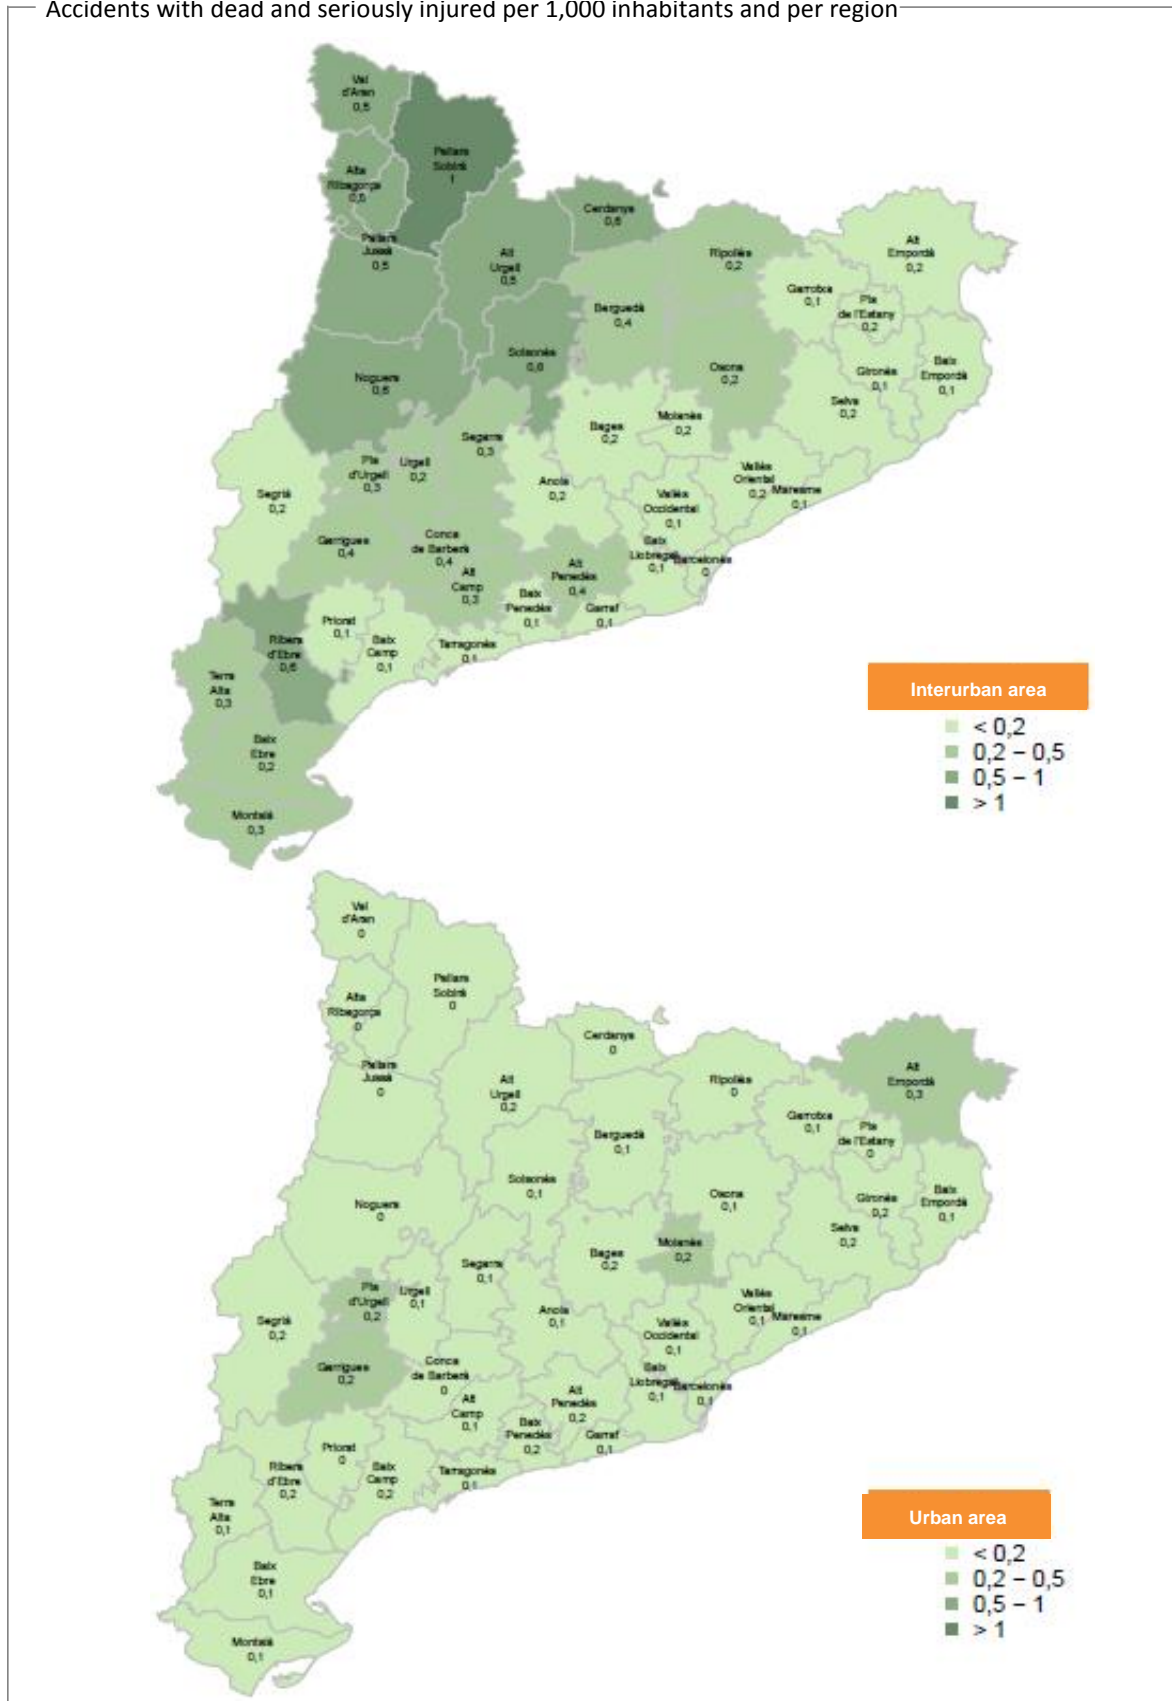 Accidents with dead and seriously injured per 1,000 inhabitants and per region
Val
d'Aran
0,5
Pallars
Sobirà
1
Alta
Ribagorça
0,5
Cerdanya
0,5
Pallars
Jussà
0,5
Alt
Urgell
0,5
Ripollès
0,2
Alt
Empordà
0,2
Garrotxa
0,1
Pla
de l'Estany
0,2
Berguedà
0,4
Solsonès
0,6
Noguera
0,6
Osona
0,2
Gironès
0,1
Baix
Empordà
0,1
Selva
0,2
Moianès
0,2
Bages
0,2
Segarra
0,3
Pla
d'Urgell
0,3
Urgell
0,2
Segrià
0,2
Anoia
0,2
Vallès
Oriental
0,2
Maresme
0,1
Vallès
Occidental
0,1
Garrigues
0,4
Conca
de Barberà
0,4
Alt
Camp
0,3
Alt
Penedès
0,4
Baix
Llobregat
0,1
Barcelonès
0
Baix
Penedès
0,1
Garraf
0,1
Priorat
0,1
Baix
Camp
0,1
Tarragonès
0,1
Ribera
d'Ebre
0,6
Terra
Alta
0,3
Baix
Ebre
0,2
Montsià
0,3
Interurban area
< 0,2
0,2 – 0,5
0,5 – 1
> 1
Val
d'Aran
0
Pallars
Sobirà
0
Alta
Ribagorça
0
Cerdanya
0
Pallars
Jussà
0
Alt
Urgell
0,2
Ripollès
0
Alt
Empordà
0,3
Garrotxa
0,1
Pla
de l'Estany
0
Berguedà
0,1
Solsonès
0,1
Noguera
0
Osona
0,1
Gironès
0,2
Baix
Empordà
0,1
Selva
0,2
Moianès
0,2
Bages
0,2
Segarra
0,1
Pla
d'Urgell
0,2
Urgell
0,1
Segrià
0,2
Anoia
0,1
Vallès
Oriental
0,1
Maresme
0,1
Vallès
Occidental
0,1
Garrigues
0,2
Conca
de Barberà
0
Alt
Camp
0,1
Alt
Penedès
0,2
Baix
Llobregat
0,1
Barcelonès
0,1
Baix
Penedès
0,2
Garraf
0,1
Priorat
0
Baix
Camp
0,2
Tarragonès
0,1
Ribera
d'Ebre
0,2
Terra
Alta
0,1
Baix
Ebre
0,1
Montsià
0,1
Urban area
< 0,2
0,2 – 0,5
0,5 – 1
> 1